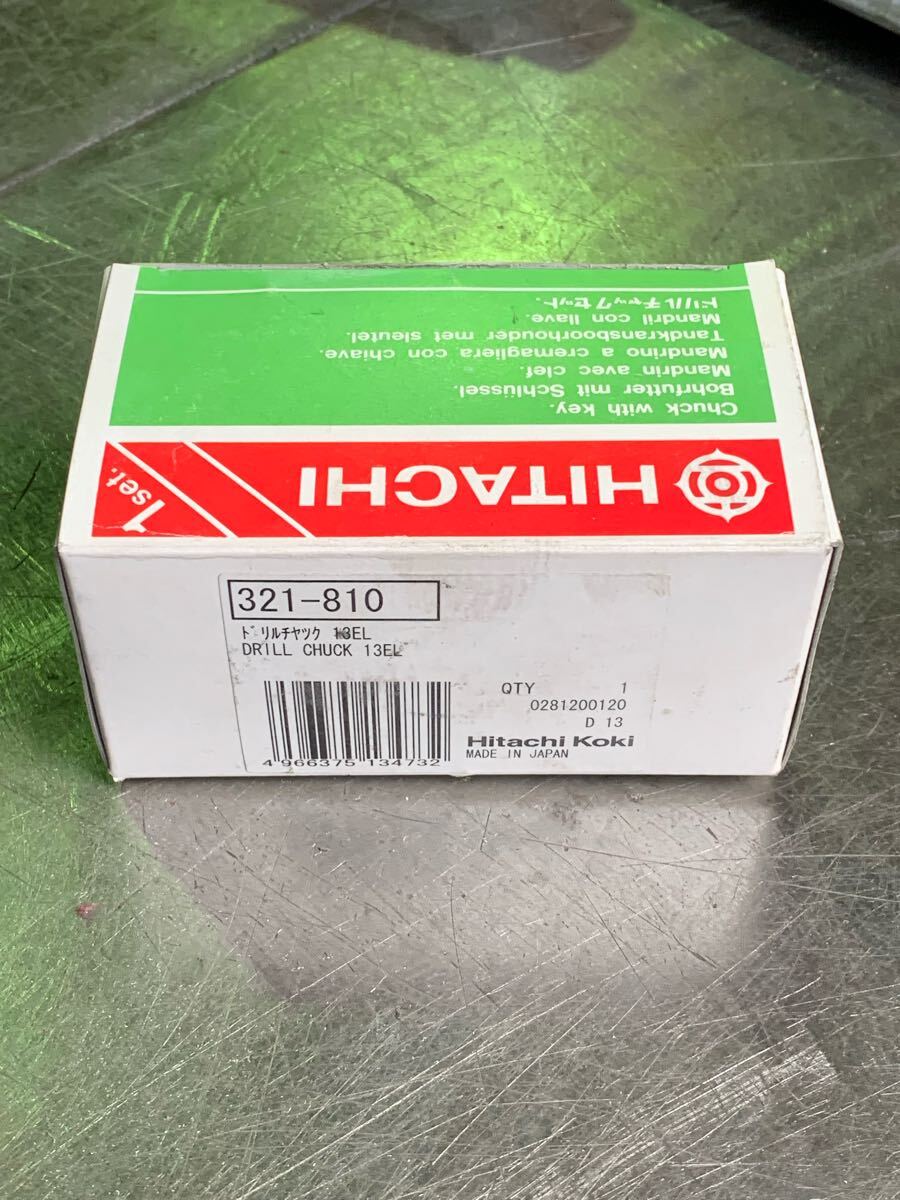 Chuck with key.
Bohrfutter mit Schlüssel.
Mandrin avec clef.
Mandrino a cremagliera con chiave.
Tandkransboorhouder met sleutel.
Mandril con llave.
ドリルチャックセット.
HITACHI
1set.
321-810
ﾄﾞﾘﾙﾁﾔﾂｸ 13EL
DRILL CHUCK 13EL
QTY 1
0281200120
D 13
Hitachi Koki
MADE IN JAPAN
4 966375 134732